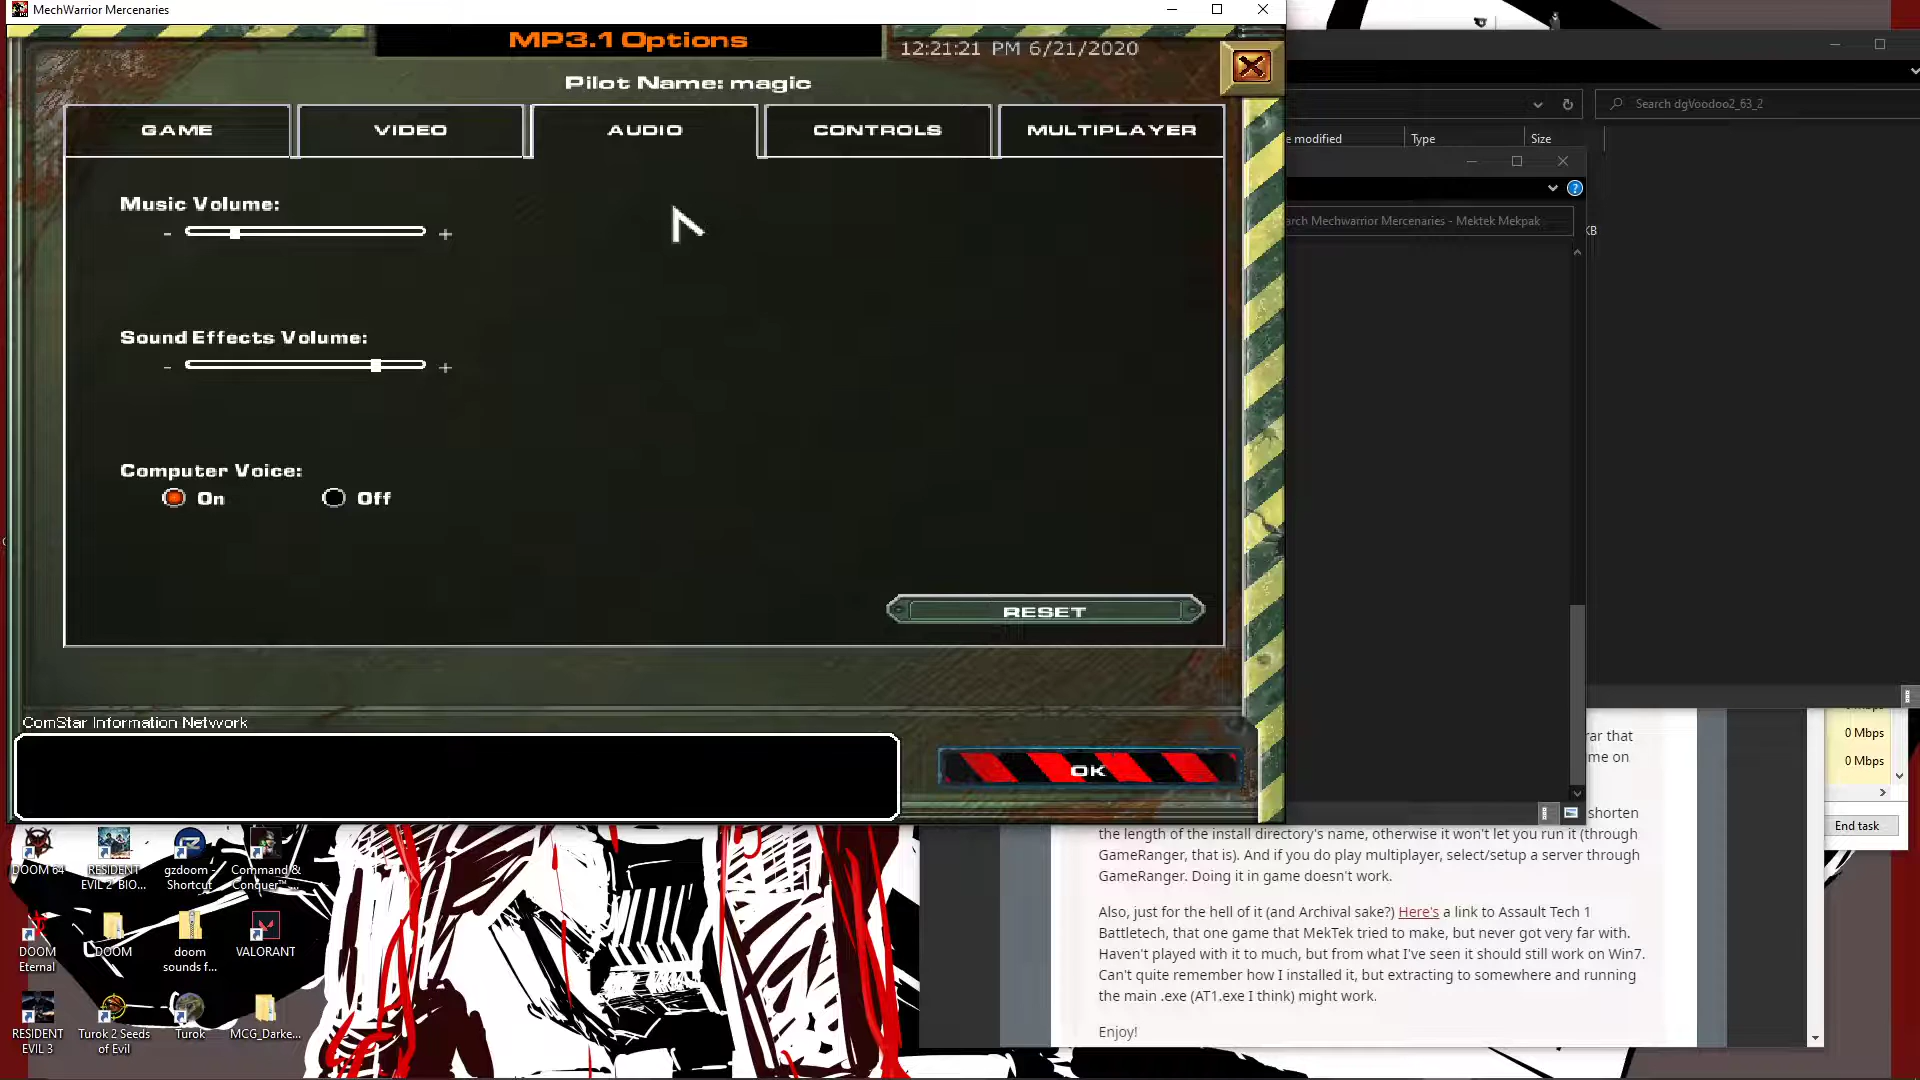 MechWarrior Mercenaries
MP3.1 Options
12:21:21 PM 6/21/2020
Pilot Name: magic
GAME
VIDEO
AUDIO
CONTROLS
MULTIPLAYER
Music Volume:
- +
Sound Effects Volume:
- +
Computer Voice:
On Off
RESET
ComStar Information Network
OK
Search dgVoodoo2_63_2
e modified Type Size
arch Mechwarrior Mercenaries - Mektek Mekpak
KB
rar that
me on
shorten
the length of the install directory's name, otherwise it won't let you run it (through
GameRanger, that is). And if you do play multiplayer, select/setup a server through
GameRanger. Doing it in game doesn't work.
Also, just for the hell of it (and Archival sake?) Here's a link to Assault Tech 1
Battletech, that one game that MekTek tried to make, but never got very far with.
Haven't played with it to much, but from what I've seen it should still work on Win7.
Can't quite remember how I installed it, but extracting to somewhere and running
the main .exe (AT1.exe I think) might work.
Enjoy!
0 Mbps
0 Mbps
0 Mbps
End task
DOOM 64
RESIDENT
EVIL 2 BIO...
gzdoom -
Shortcut
Command &
Conquer™...
DOOM
Eternal
DOOM
doom
sounds f...
VALORANT
RESIDENT
EVIL 3
Turok 2 Seeds
of Evil
Turok
MCG_Darke...